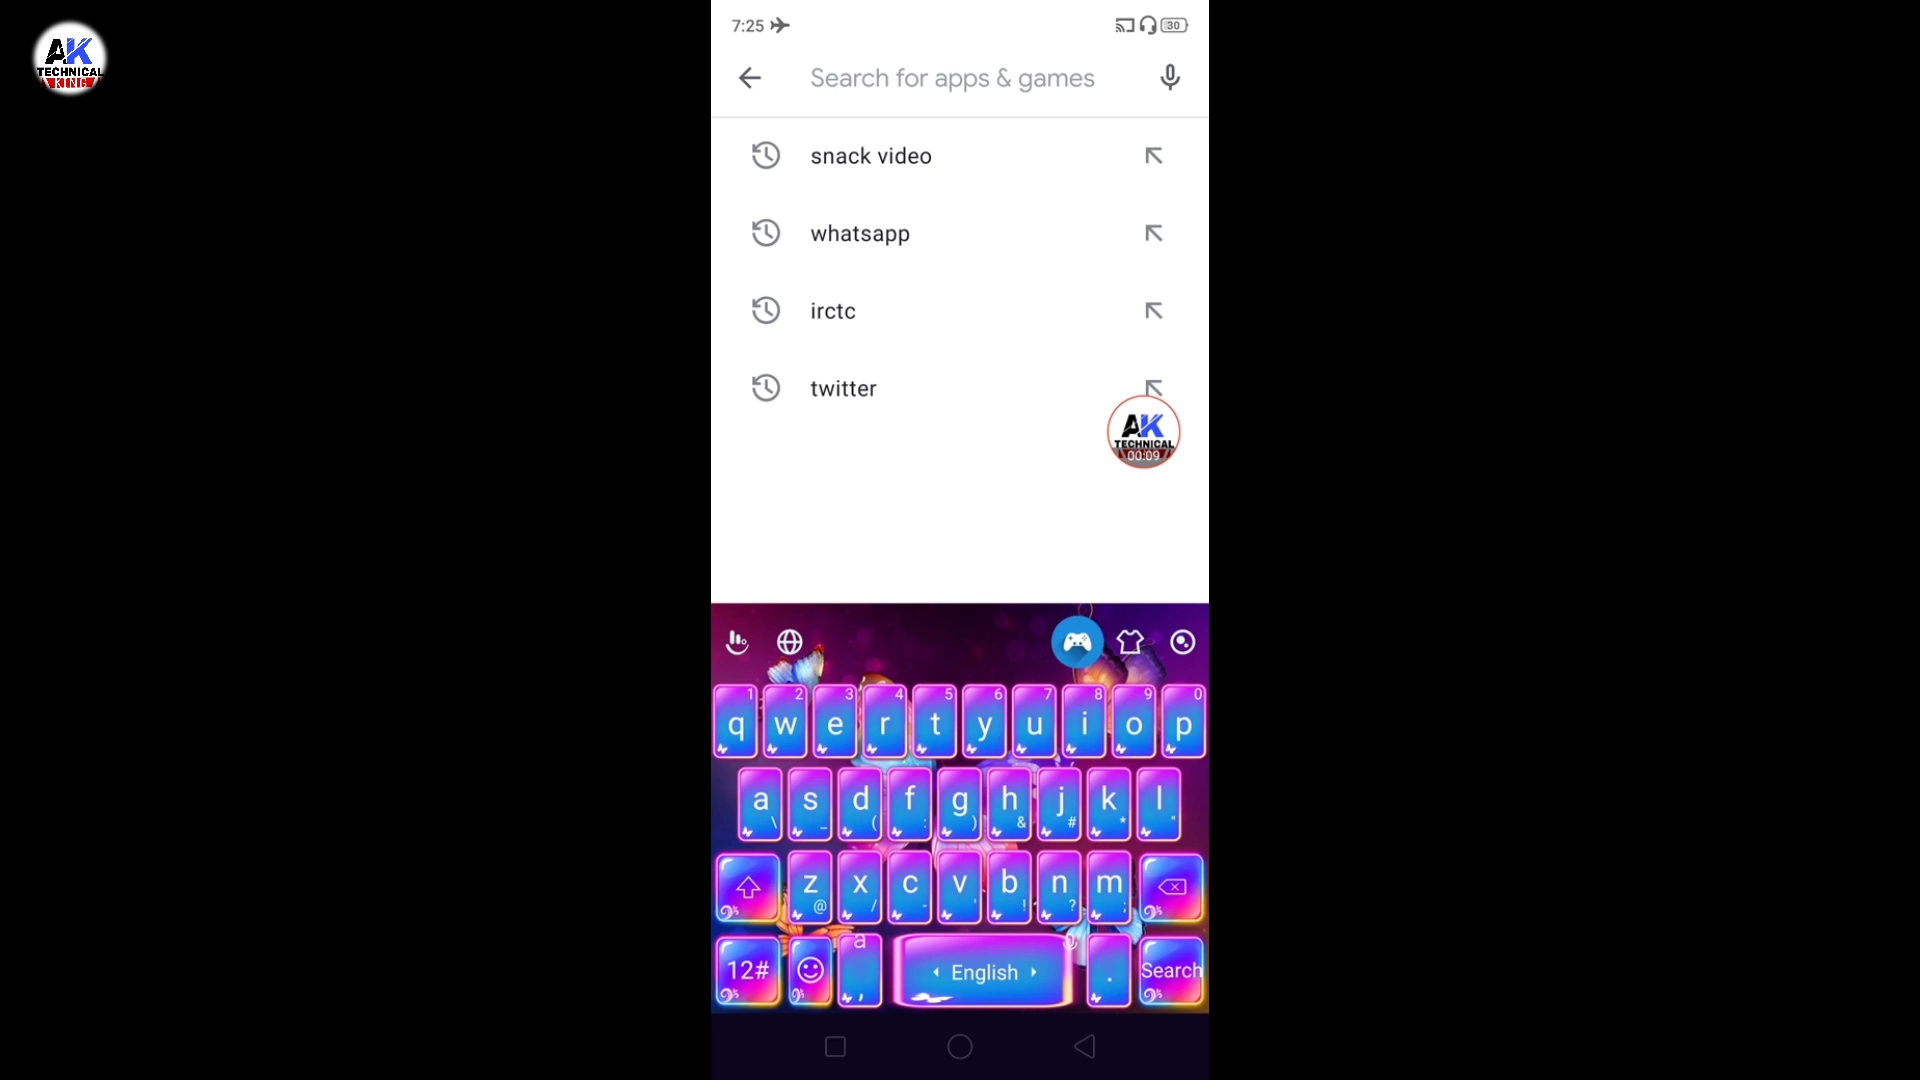 AK
TECHNICAL
KING
7:25
30
Search for apps & games
snack video
whatsapp
irctc
twitter
AK
TECHNICAL
00:09
1 2 3 4 5 6 7 8 9 0
q w e r t y u i o p
a s d f g h j k l
\ _ ( : ) & # * "
z x c v b n m
@ / - ' ! ? ;
12# a , English . Search